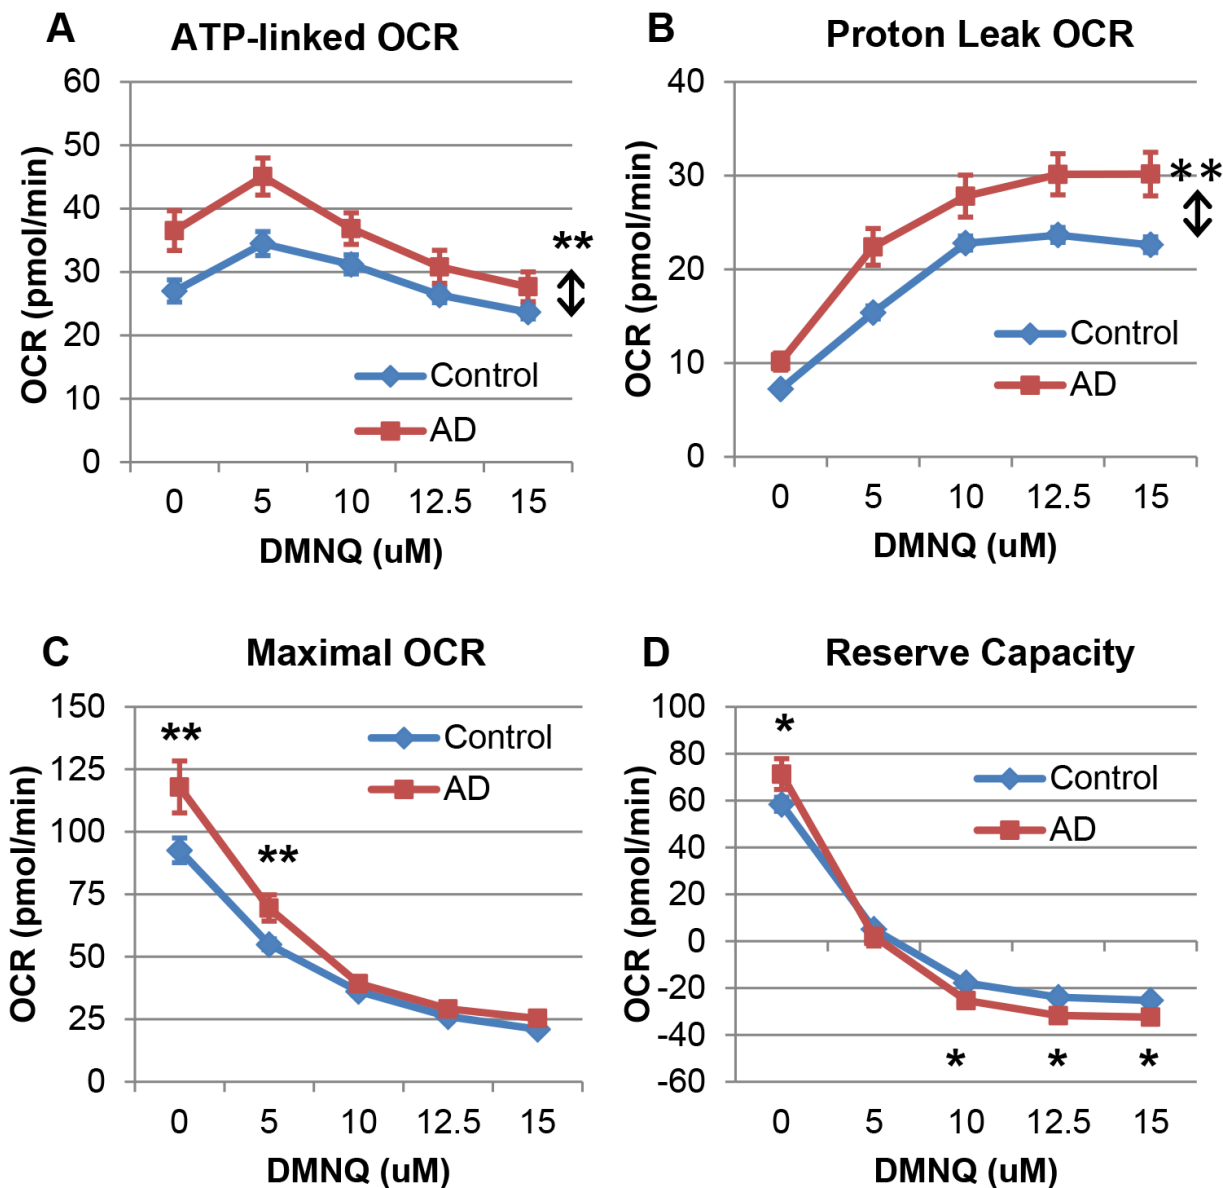 A ATP-linked OCR
60
50
40
30
20
10
0
OCR (pmol/min)
**
Control
AD
0 5 10 12.5 15
DMNQ (uM)
B Proton Leak OCR
40
30
20
10
0
OCR (pmol/min)
**
Control
AD
0 5 10 12.5 15
DMNQ (uM)
C Maximal OCR
150
125
100
75
50
25
0
OCR (pmol/min)
**
**
Control
AD
0 5 10 12.5 15
DMNQ (uM)
D Reserve Capacity
100
80
60
40
20
0
-20
-40
-60
OCR (pmol/min)
*
Control
AD
* * *
0 5 10 12.5 15
DMNQ (uM)